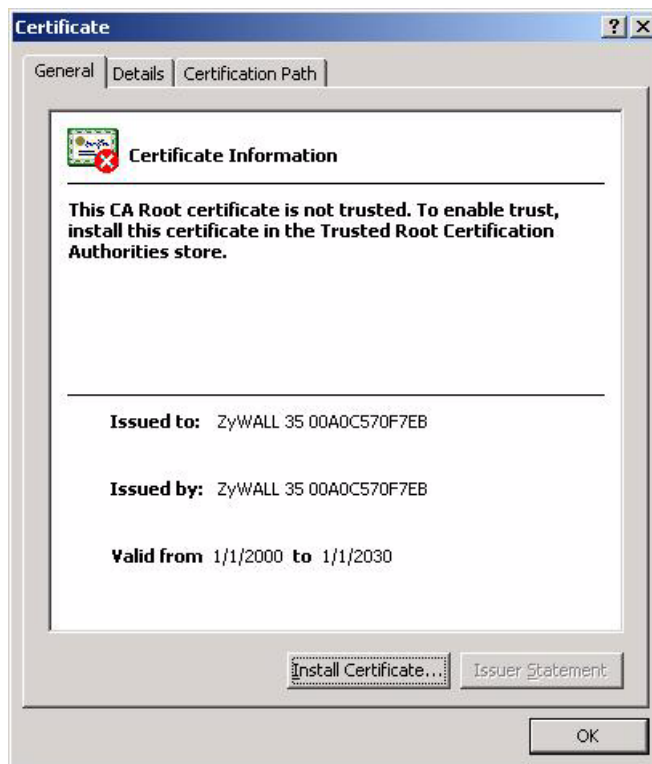 Certificate
General Details Certification Path
Certificate Information
This CA Root certificate is not trusted. To enable trust,
install this certificate in the Trusted Root Certification
Authorities store.
Issued to: ZyWALL 35 00A0C570F7EB
Issued by: ZyWALL 35 00A0C570F7EB
Valid from 1/1/2000 to 1/1/2030
Install Certificate... Issuer Statement
OK